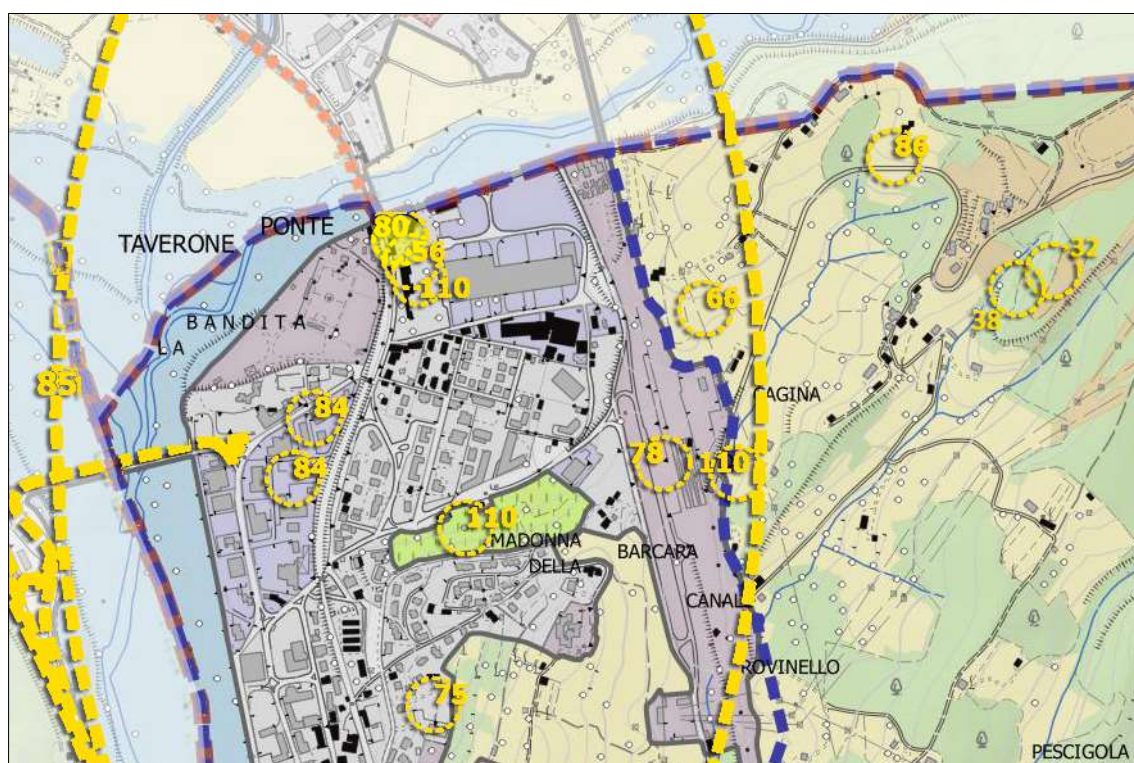 86
80
PONTE
TAVERONE
56
32
110
66
38
BANDITA
LA
85
CAGINA
84
78
110
84
110
MADONNA
BARCARA
DELLA
CANAL
ROVINELLO
75
PESCIGOLA